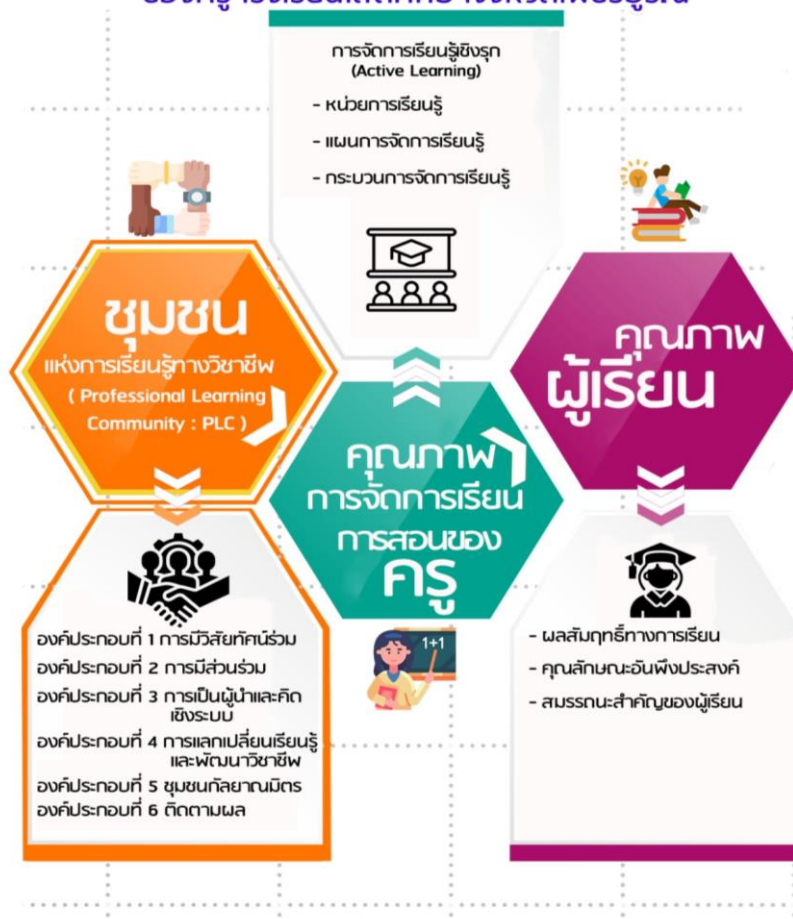 การจัดการเรียนรู้เชิงรุก
(Active Learning)
- หน่วยการเรียนรู้
- แผนการจัดการเรียนรู้
- กระบวนการจัดการเรียนรู้
ชุมชน
แห่งการเรียนรู้ทางวิชาชีพ
( Professional Learning
Community : PLC )
คุณภาพ
การจัดการเรียน
การสอนของ
ครู
คุณภาพ
ผู้เรียน
องค์ประกอบที่ 1 การมีวิสัยทัศน์ร่วม
องค์ประกอบที่ 2 การมีส่วนร่วม
องค์ประกอบที่ 3 การเป็นผู้นำและคิด
เชิงระบบ
องค์ประกอบที่ 4 การแลกเปลี่ยนเรียนรู้
และพัฒนาวิชาชีพ
องค์ประกอบที่ 5 ชุมชนกัลยาณมิตร
องค์ประกอบที่ 6 ติดตามผล
1+1
- ผลสัมฤทธิ์ทางการเรียน
- คุณลักษณะอันพึงประสงค์
- สมรรถนะสำคัญของผู้เรียน